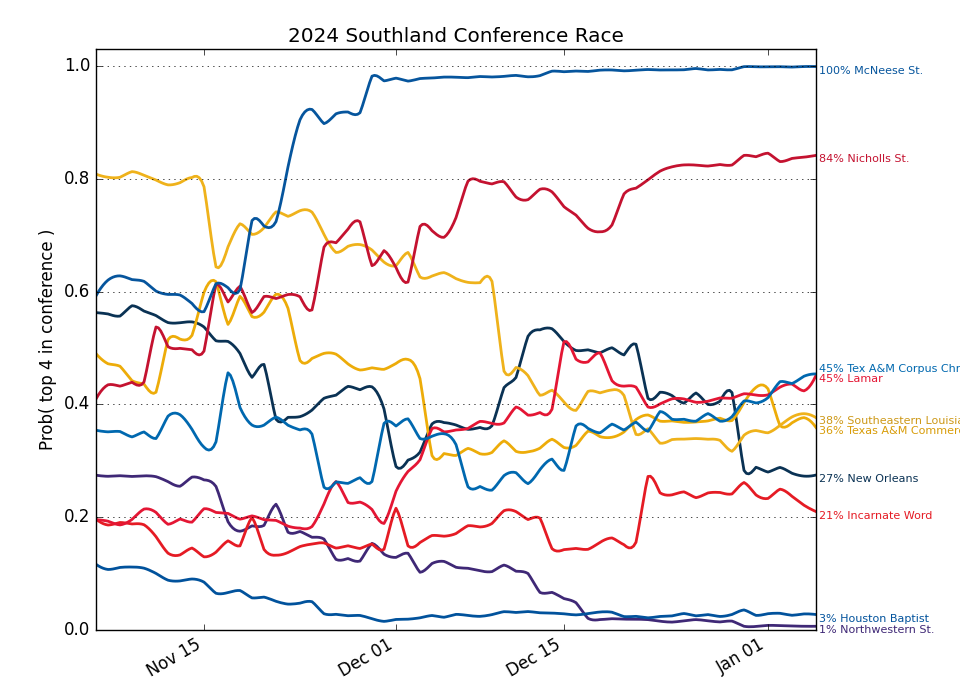 2024 Southland Conference Race
Prob( top 4 in conference )
1.0
0.8
0.6
0.4
0.2
0.0
Nov 15
Dec 01
Dec 15
Jan 01
100% McNeese St.
84% Nicholls St.
45% Tex A&M Corpus Chr
45% Lamar
38% Southeastern Louisia
36% Texas A&M Commerc
27% New Orleans
21% Incarnate Word
3% Houston Baptist
1% Northwestern St.